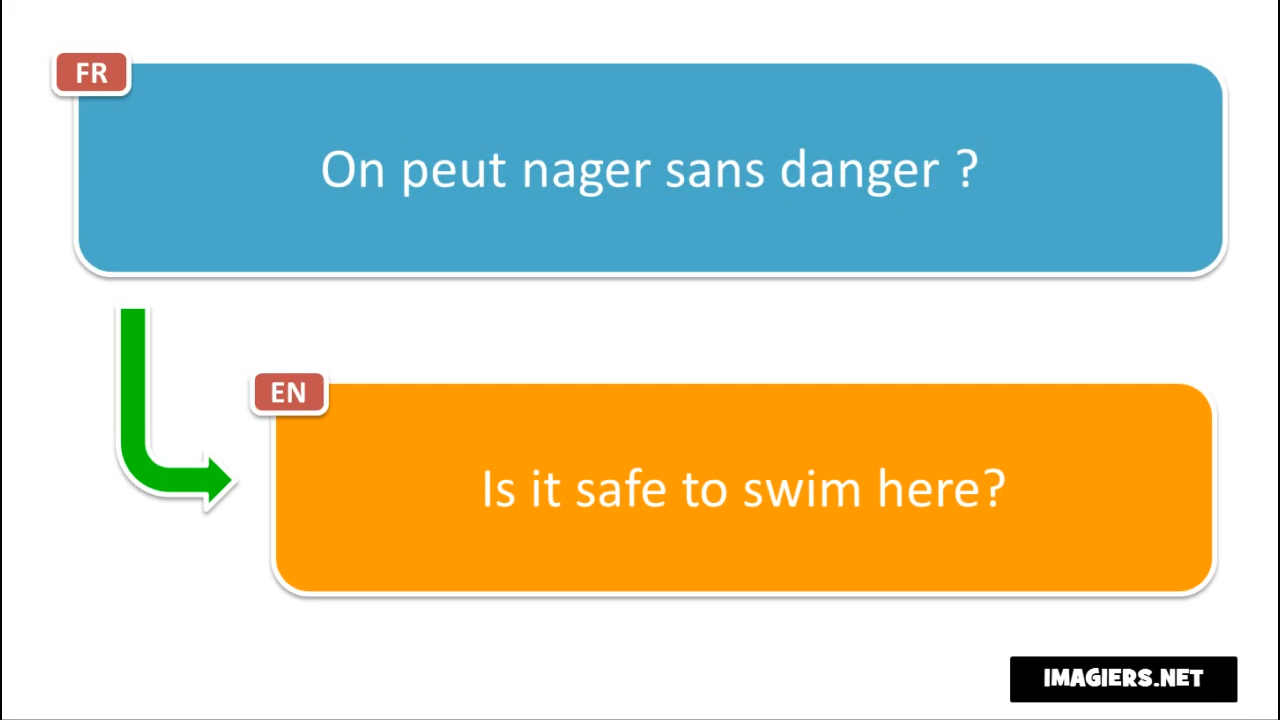 FR
On peut nager sans danger ?
EN
Is it safe to swim here?
IMAGIERS.NET